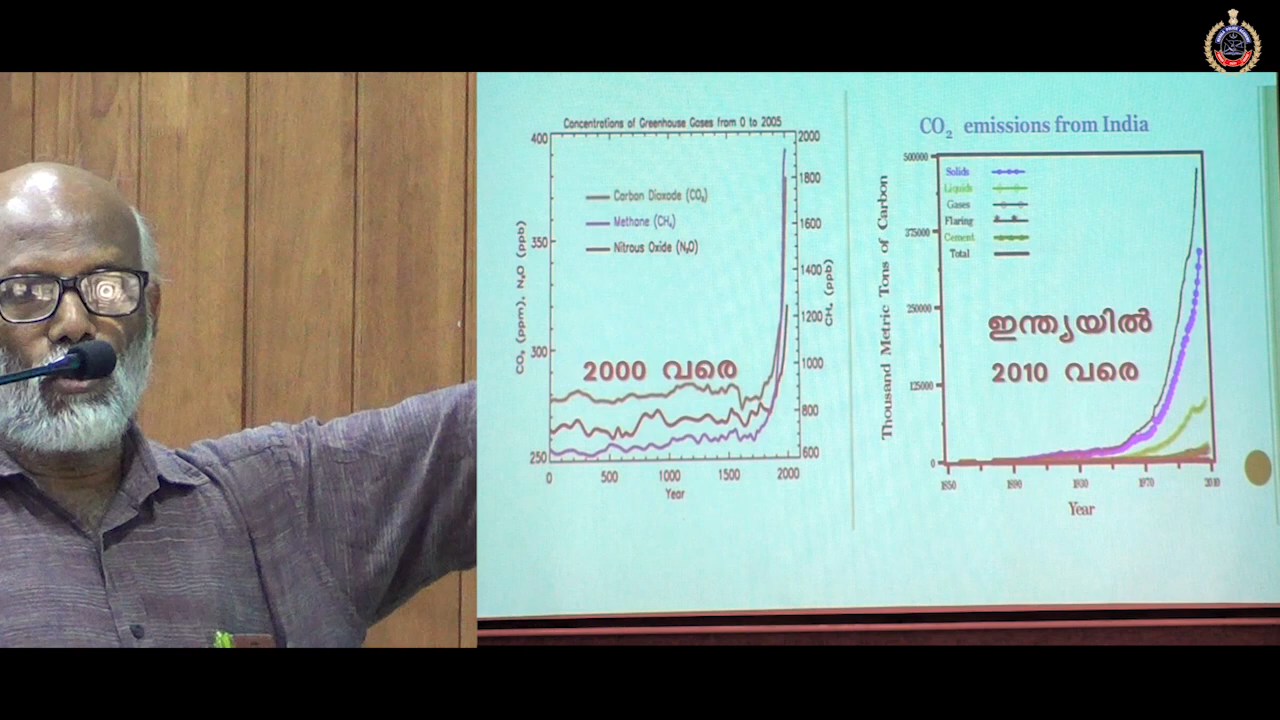 Concentrations of Greenhouse Gases from 0 to 2005
400
350
300
250
CO₂ (ppm), N₂O (ppb)
Carbon Dioxide (CO₂)
Methane (CH₄)
Nitrous Oxide (N₂O)
2000 വരെ
2000
1800
1600
1400
1200
1000
800
600
CH₄ (ppb)
0 500 1000 1500 2000
Year
CO₂ emissions from India
Thousand Metric Tons of Carbon
500000
375000
250000
125000
0
Solids
Liquids
Gases
Flaring
Cement
Total
ഇന്ത്യയിൽ
2010 വരെ
1850 1890 1930 1970 2010
Year